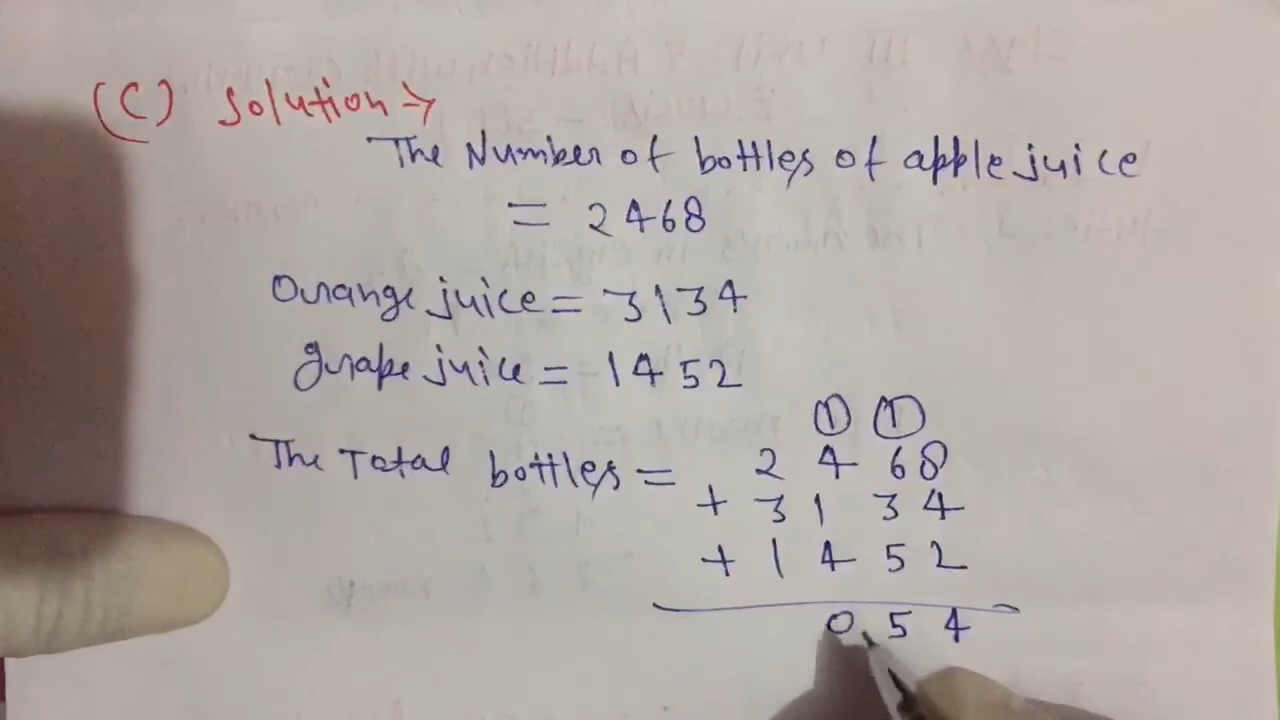 (C) Solution →
The Number of bottles of apple juice
= 2468
Orange juice = 3134
grape juice = 1452
① ①
The Total bottles = 2468
+ 3134
+ 1452
054